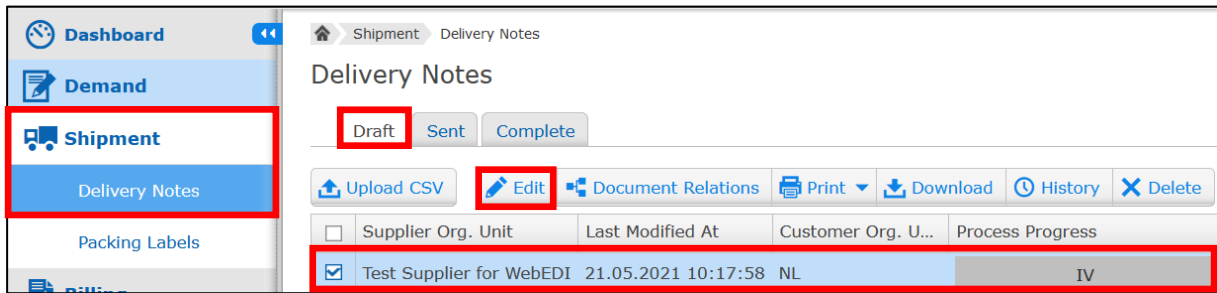 Dashboard
Demand
Shipment
Delivery Notes
Packing Labels
Billing
Shipment Delivery Notes
Delivery Notes
Draft Sent Complete
Upload CSV Edit Document Relations Print Download History Delete
Supplier Org. Unit Last Modified At Customer Org. U... Process Progress
Test Supplier for WebEDI 21.05.2021 10:17:58 NL IV